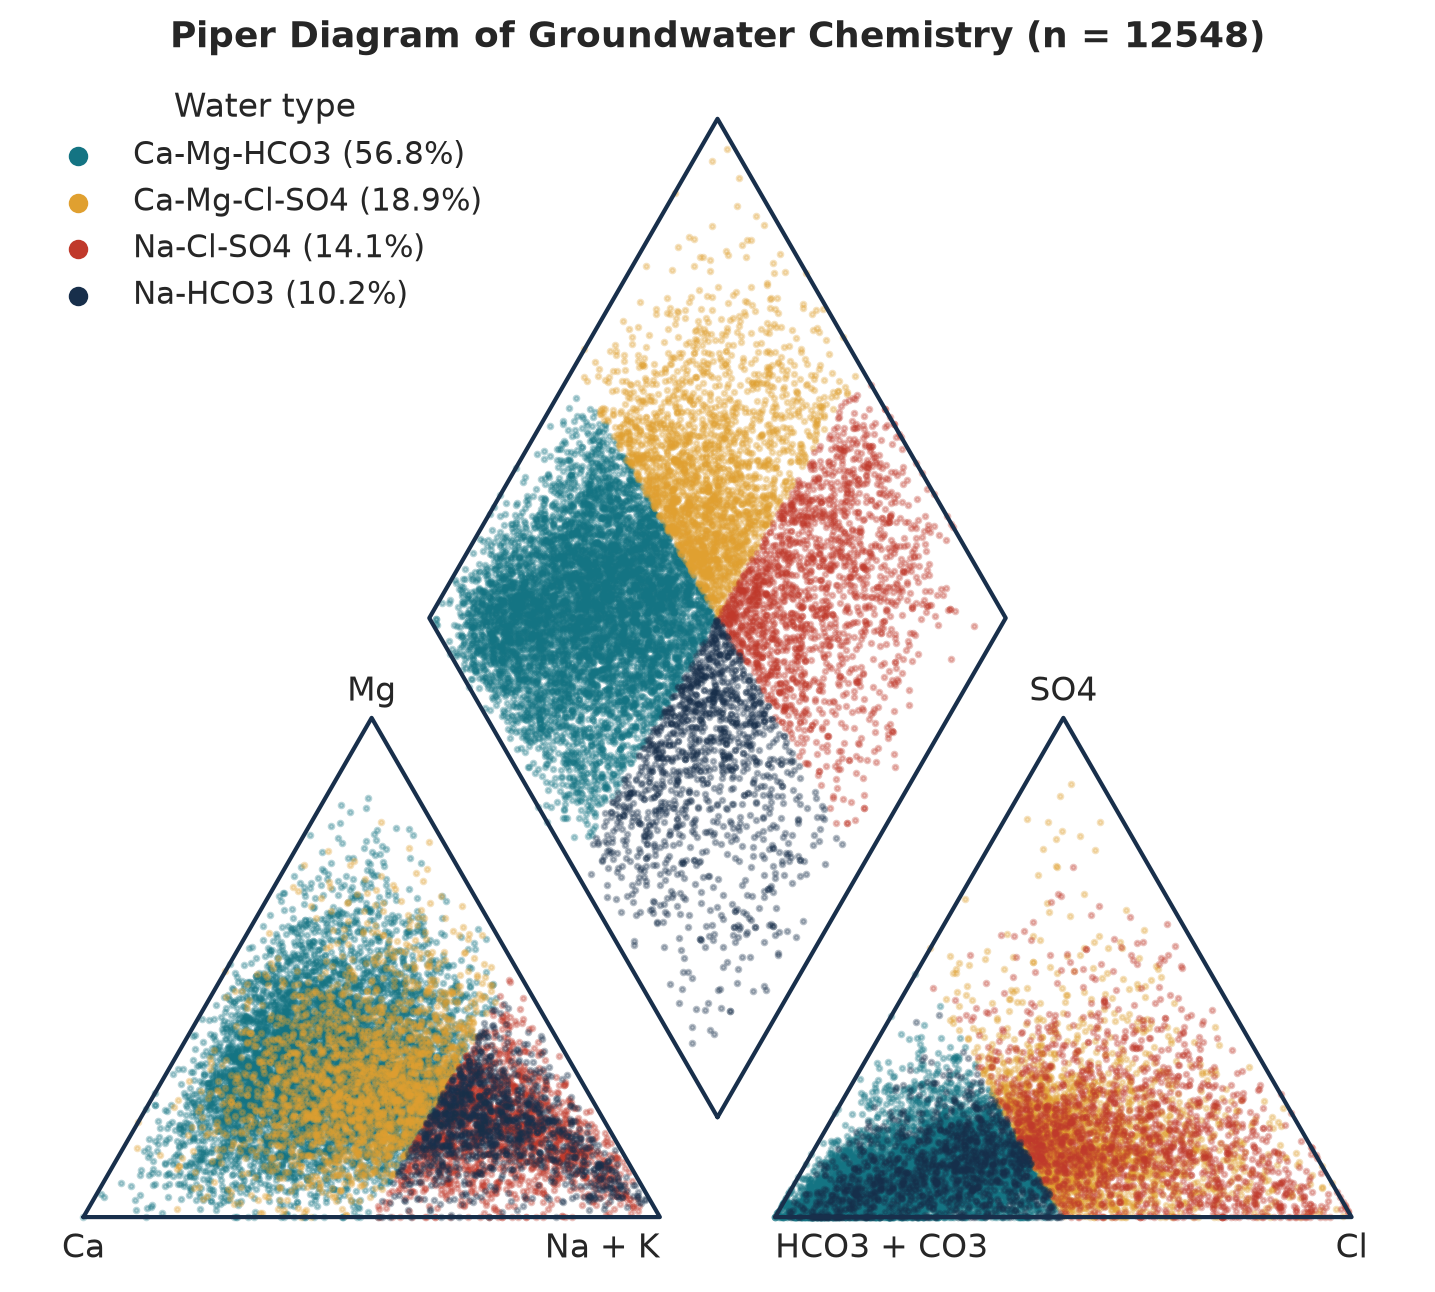 Piper Diagram of Groundwater Chemistry (n = 12548)
Water type
Ca-Mg-HCO3 (56.8%)
Ca-Mg-Cl-SO4 (18.9%)
Na-Cl-SO4 (14.1%)
Na-HCO3 (10.2%)
Mg
SO4
Ca
Na + K
HCO3 + CO3
Cl